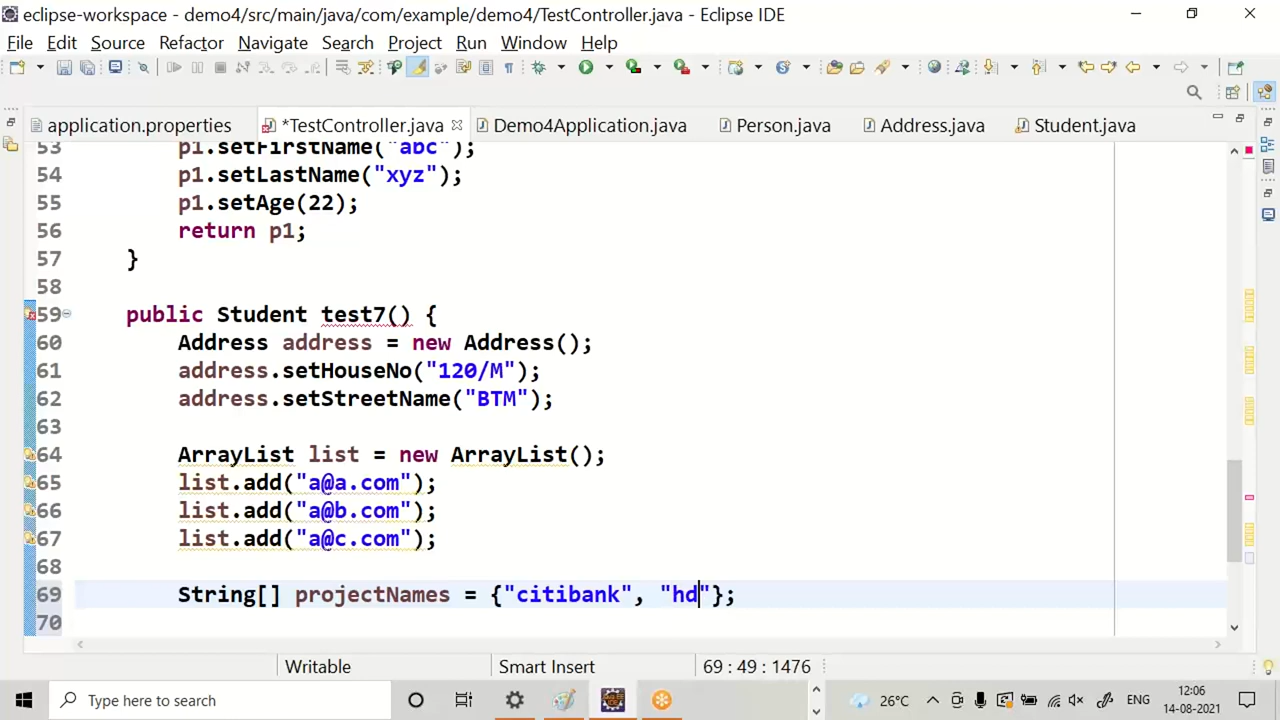 eclipse-workspace - demo4/src/main/java/com/example/demo4/TestController.java - Eclipse IDE
File Edit Source Refactor Navigate Search Project Run Window Help
application.properties *TestController.java Demo4Application.java Person.java Address.java Student.java
53 p1.setFirstName("abc");
54 p1.setLastName("xyz");
55 p1.setAge(22);
56 return p1;
57 }
58
59 public Student test7() {
60 Address address = new Address();
61 address.setHouseNo("120/M");
62 address.setStreetName("BTM");
63
64 ArrayList list = new ArrayList();
65 list.add("a@a.com");
66 list.add("a@b.com");
67 list.add("a@c.com");
68
69 String[] projectNames = {"citibank", "hd"};
70
Writable Smart Insert 69 : 49 : 1476
Type here to search 26°C ENG 12:06
14-08-2021